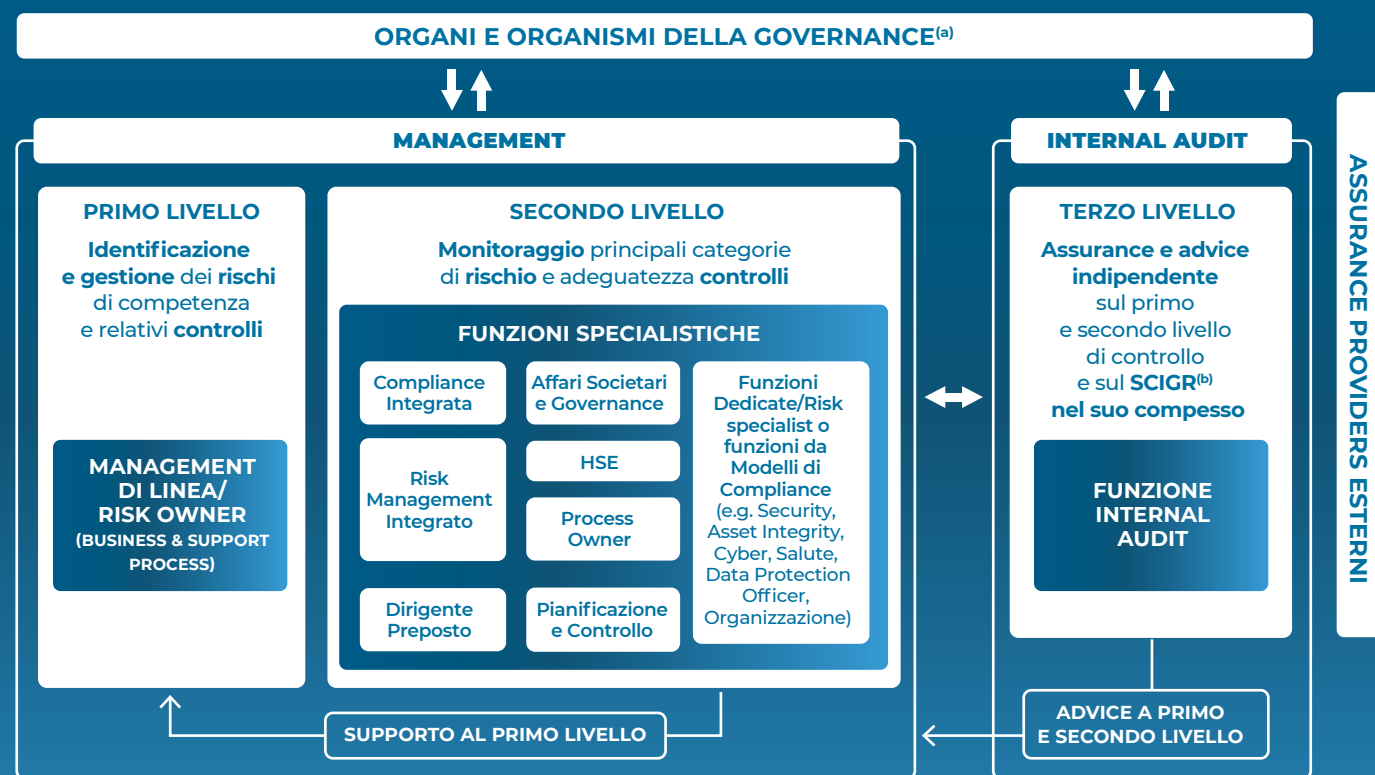 ORGANI E ORGANISMI DELLA GOVERNANCE(a)
MANAGEMENT
PRIMO LIVELLO
Identificazione
e gestione dei rischi
di competenza
e relativi controlli
MANAGEMENT
DI LINEA/
RISK OWNER
(BUSINESS & SUPPORT
PROCESS)
SECONDO LIVELLO
Monitoraggio principali categorie
di rischio e adeguatezza controlli
FUNZIONI SPECIALISTICHE
Compliance
Integrata
Affari Societari
e Governance
Risk
Management
Integrato
HSE
Process
Owner
Dirigente
Preposto
Pianificazione
e Controllo
Funzioni
Dedicate/Risk
specialist o
funzioni da
Modelli di
Compliance
(e.g. Security,
Asset Integrity,
Cyber, Salute,
Data Protection
Officer,
Organizzazione)
SUPPORTO AL PRIMO LIVELLO
INTERNAL AUDIT
TERZO LIVELLO
Assurance e advice
indipendente
sul primo
e secondo livello
di controllo
e sul SCIGR(b)
nel suo compesso
FUNZIONE
INTERNAL
AUDIT
ADVICE A PRIMO
E SECONDO LIVELLO
ASSURANCE PROVIDERS ESTERNI